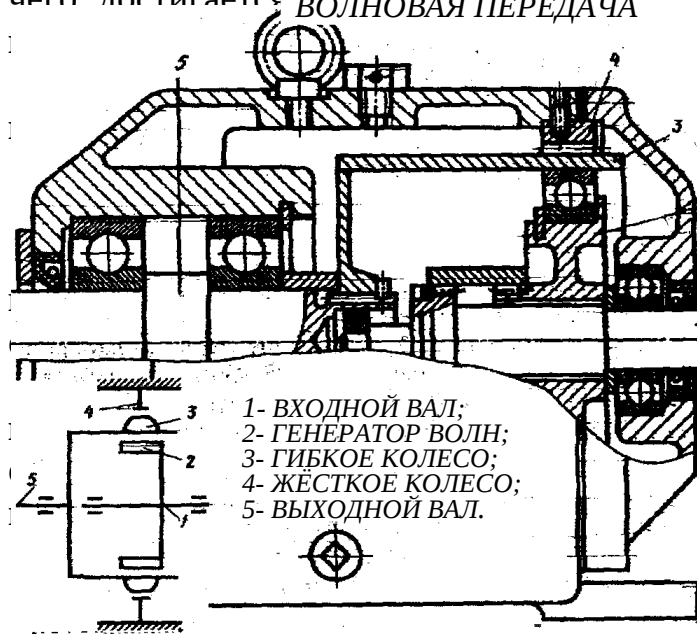 ВОЛНОВАЯ ПЕРЕДАЧА
5
4
3
1- ВХОДНОЙ ВАЛ;
2- ГЕНЕРАТОР ВОЛН;
3- ГИБКОЕ КОЛЕСО;
4- ЖЁСТКОЕ КОЛЕСО;
5- ВЫХОДНОЙ ВАЛ.
4
3
2
5
1